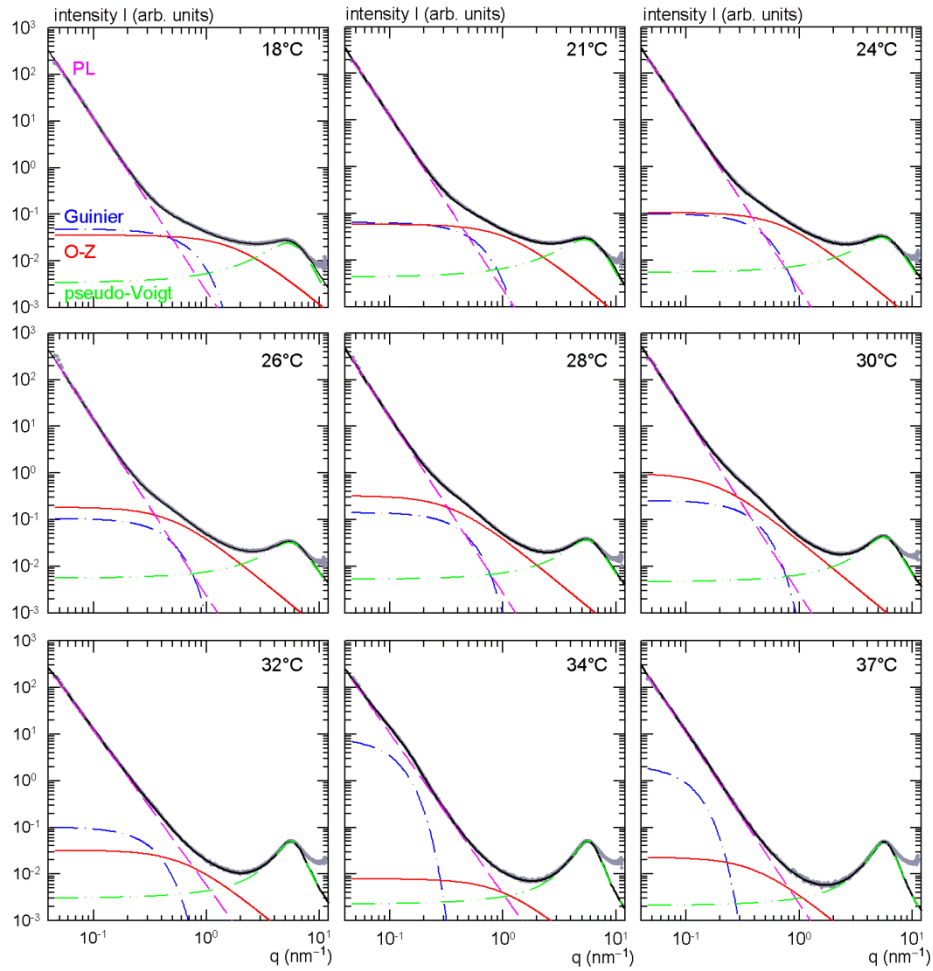 intensity I (arb. units) intensity I (arb. units) intensity I (arb. units)
10³ 18°C 21°C 24°C
PL
10²
10¹
10⁰
10⁻¹
Guinier
O-Z
10⁻²
pseudo-Voigt
10⁻³
10³ 26°C 28°C 30°C
10²
10¹
10⁰
10⁻¹
10⁻²
10⁻³
10³ 32°C 34°C 37°C
10²
10¹
10⁰
10⁻¹
10⁻²
10⁻³
10⁻¹ 10⁰ 10¹ 10⁻¹ 10⁰ 10¹ 10⁻¹ 10⁰ 10¹
q (nm⁻¹) q (nm⁻¹) q (nm⁻¹)